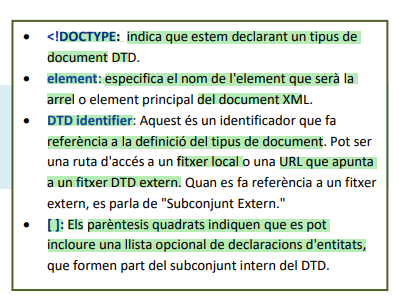 • <!DOCTYPE: indica que estem declarant un tipus de
document DTD.
• element: especifica el nom de l'element que serà la
arrel o element principal del document XML.
• DTD identifier: Aquest és un identificador que fa
referència a la definició del tipus de document. Pot ser
una ruta d'accés a un fitxer local o una URL que apunta
a un fitxer DTD extern. Quan es fa referència a un fitxer
extern, es parla de "Subconjunt Extern."
• [ ]: Els parèntesis quadrats indiquen que es pot
incloure una llista opcional de declaracions d'entitats,
que formen part del subconjunt intern del DTD.